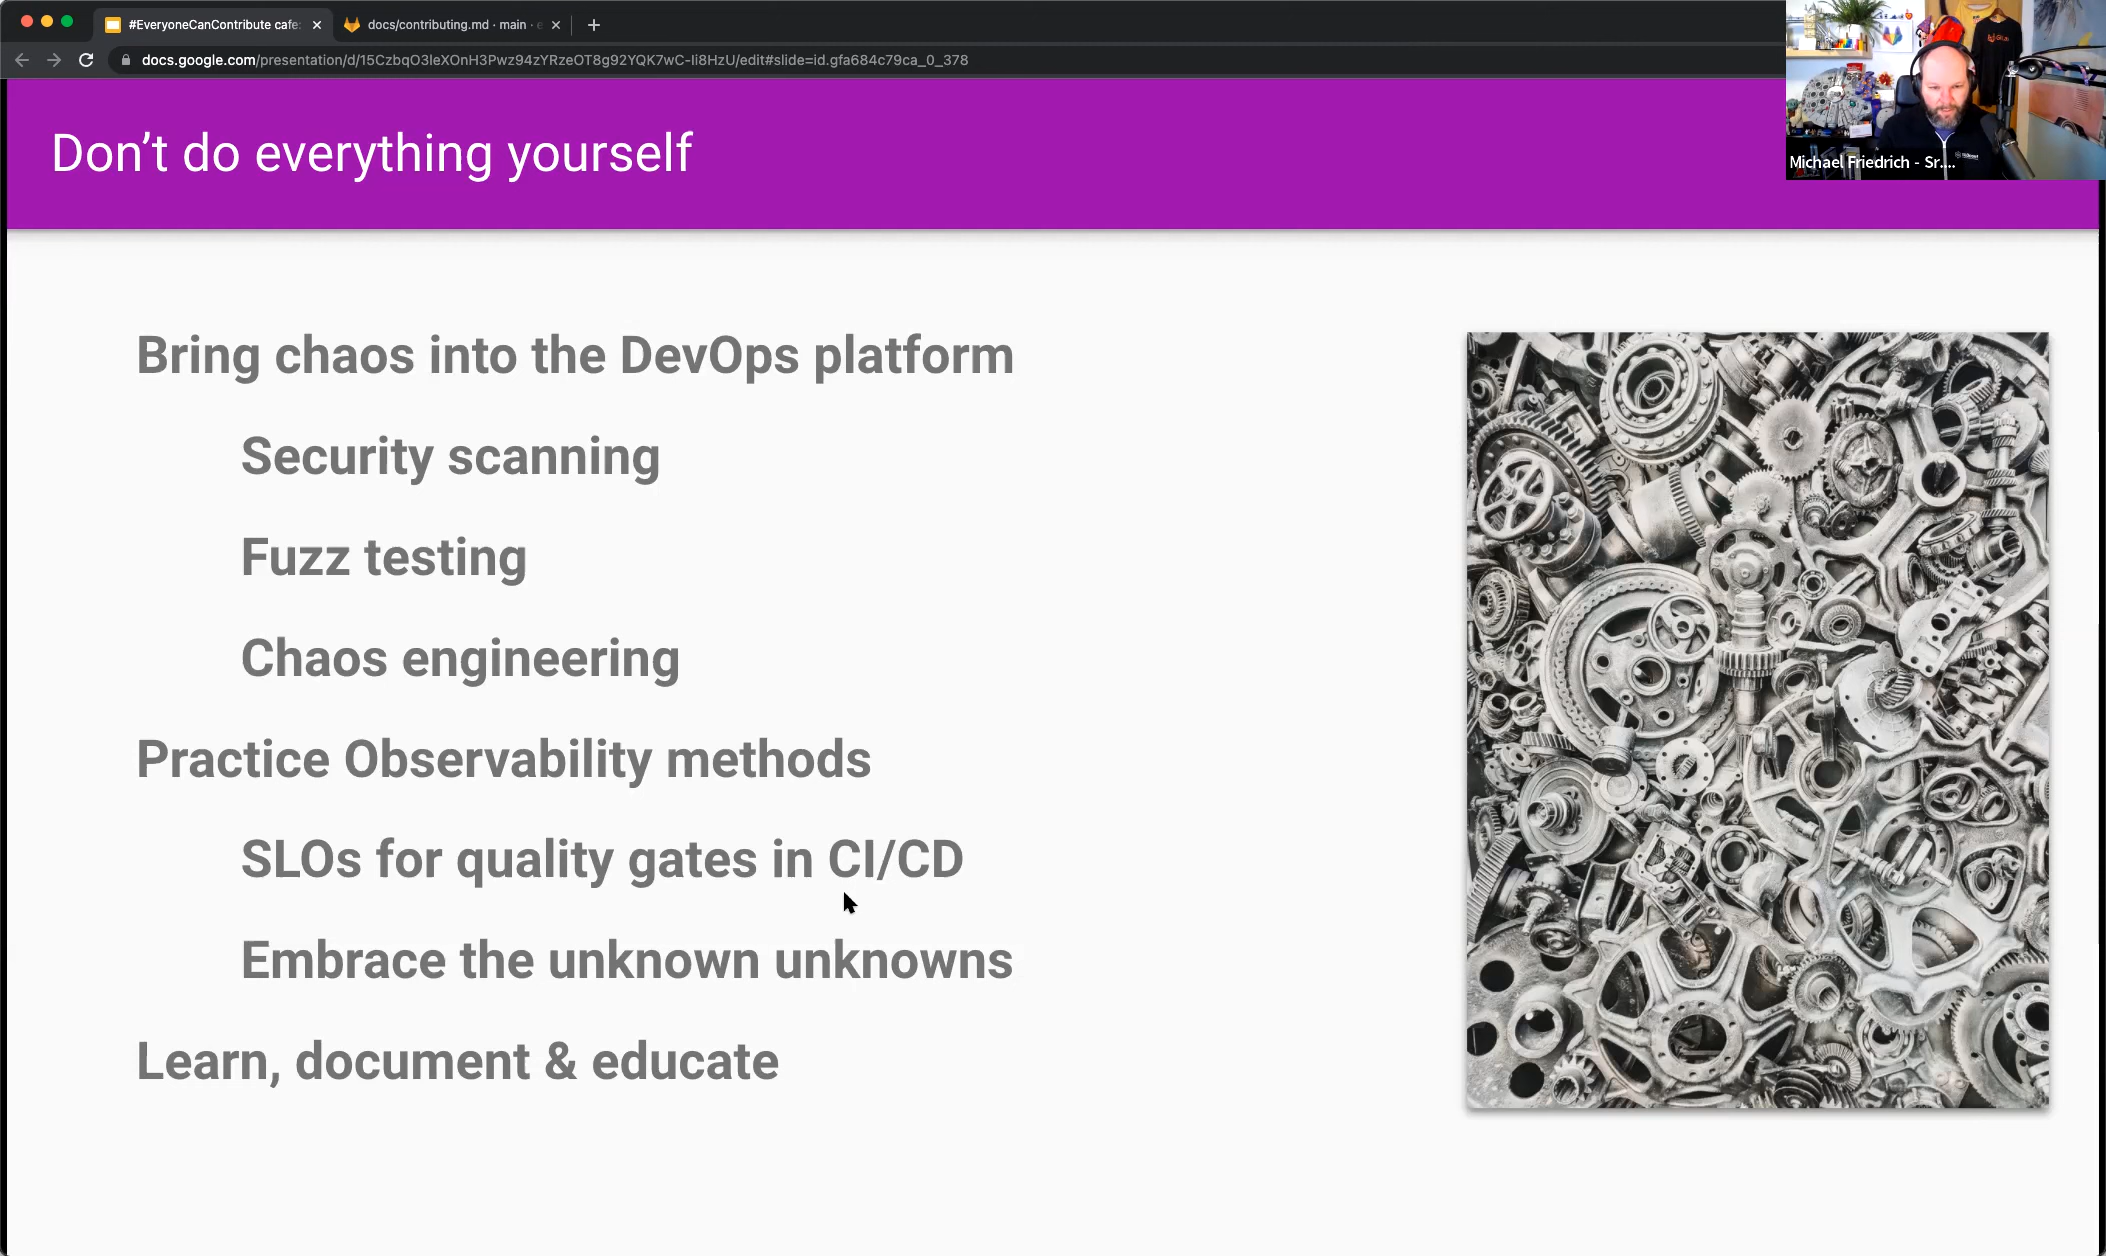 #EveryoneCanContribute cafe:
docs/contributing.md · main ·
docs.google.com/presentation/d/15CzbqO3leXOnH3Pwz94zYRzeOT8g92YQK7wC-Ii8HzU/edit#slide=id.gfa684c79ca_0_378
Michael Friedrich - Sr....
Don’t do everything yourself
Bring chaos into the DevOps platform
Security scanning
Fuzz testing
Chaos engineering
Practice Observability methods
SLOs for quality gates in CI/CD
Embrace the unknown unknowns
Learn, document & educate